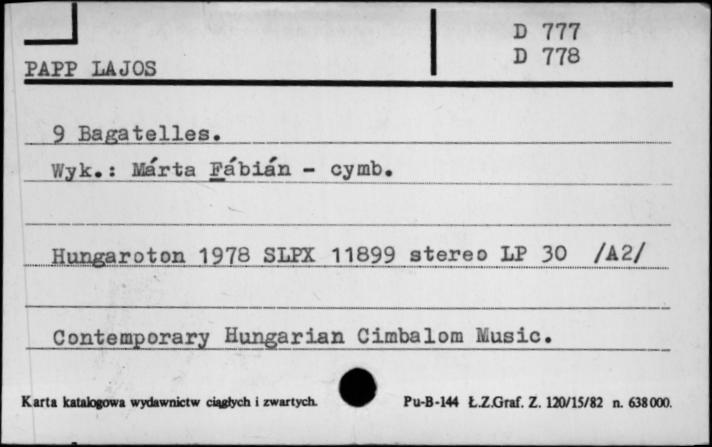 D 777
D 778
PAPP LAJOS
9 Bagatelles.
Wyk.: Márta Fábián - cymb.
Hungaroton 1978 SLPX 11899 stereo LP 30 /A2/
Contemporary Hungarian Cimbalom Music.
Karta katalogowa wydawnictw ciągłych i zwartych.
Pu-B-144 Ł.Z.Graf. Z. 120/15/82 n. 638000.